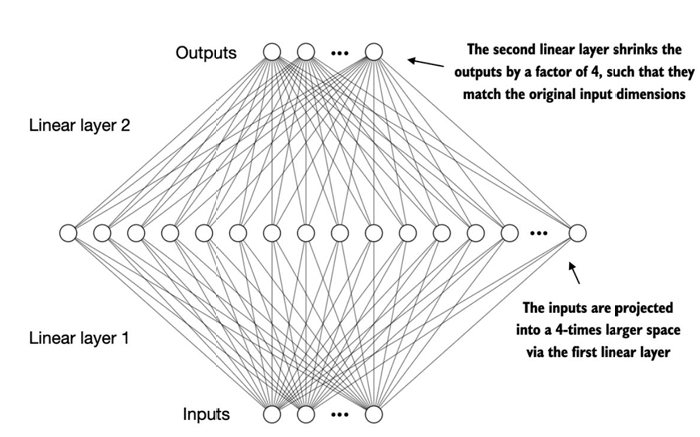 Outputs
The second linear layer shrinks the
outputs by a factor of 4, such that they
match the original input dimensions
Linear layer 2
The inputs are projected
into a 4-times larger space
via the first linear layer
Linear layer 1
Inputs